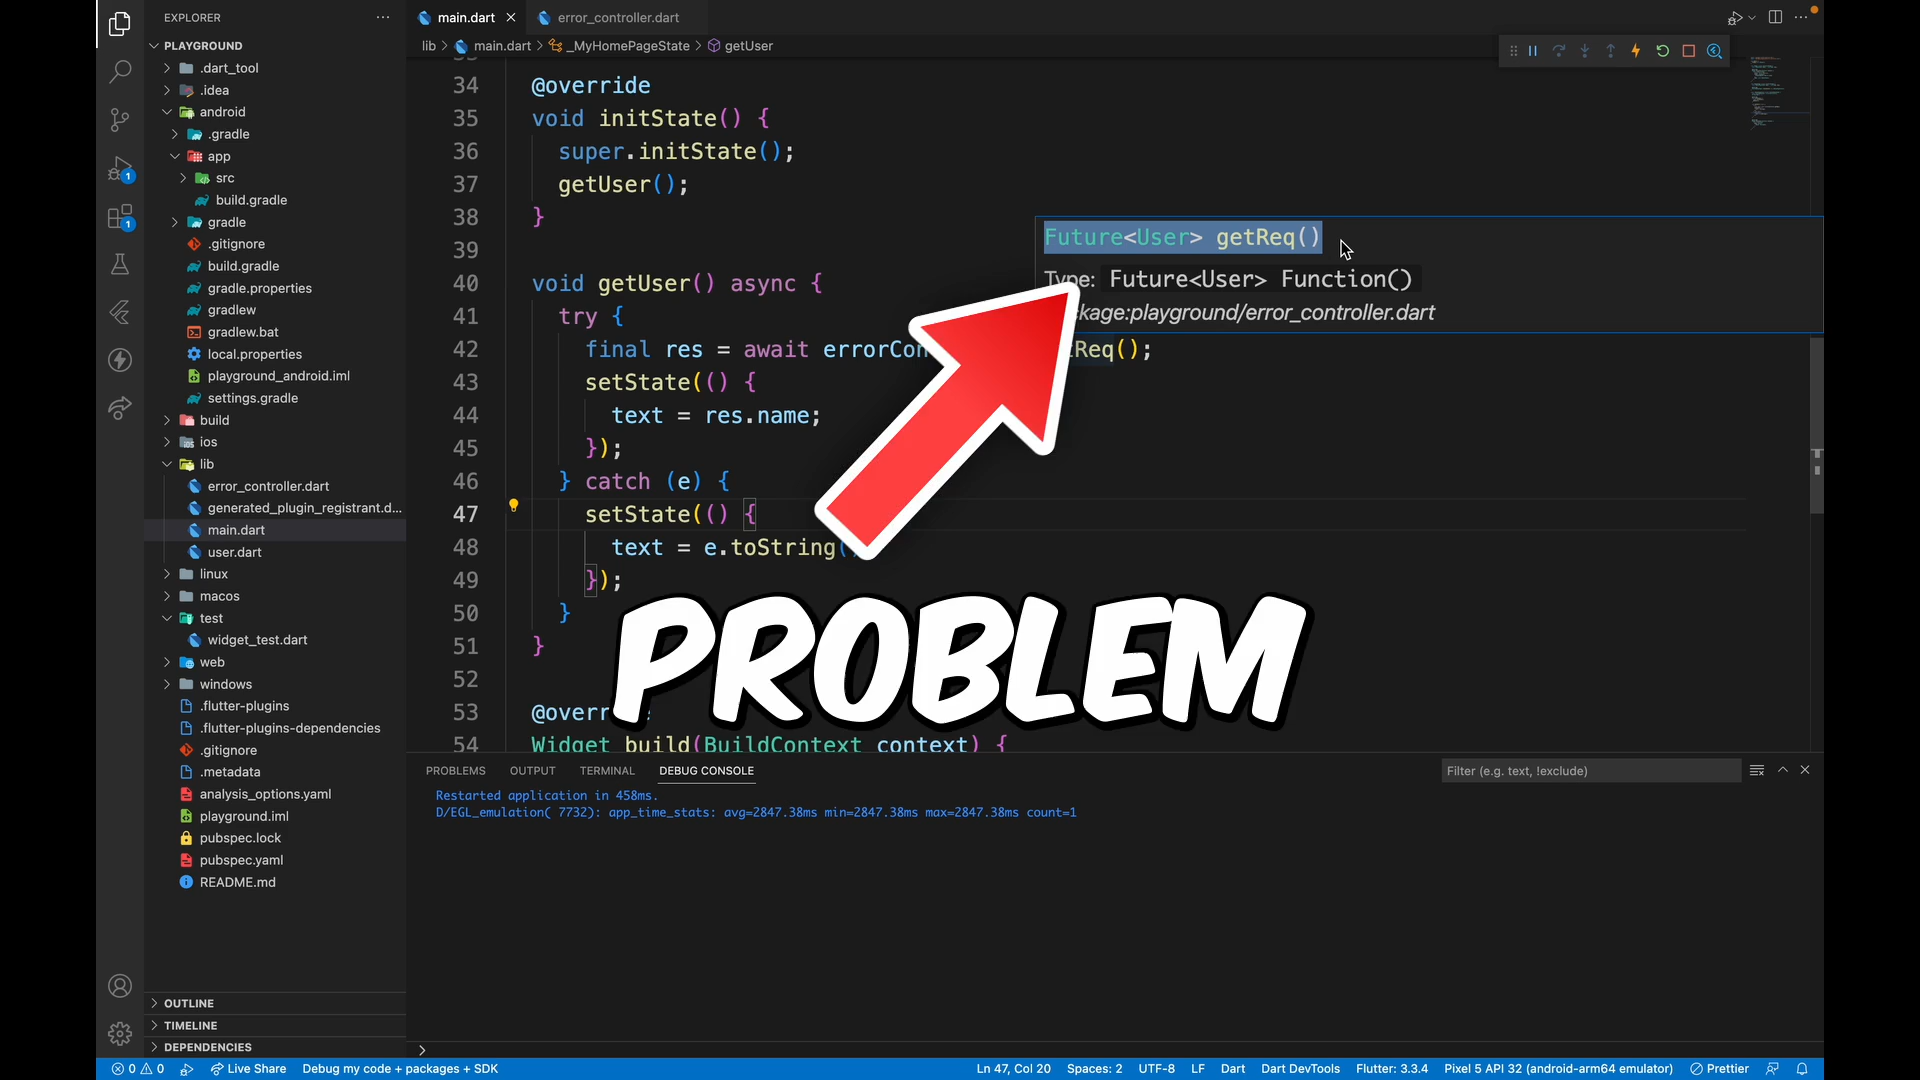 EXPLORER
PLAYGROUND
.dart_tool
.idea
android
.gradle
app
src
build.gradle
gradle
.gitignore
build.gradle
gradle.properties
gradlew
gradlew.bat
local.properties
playground_android.iml
settings.gradle
build
ios
lib
error_controller.dart
generated_plugin_registrant.d...
main.dart
user.dart
linux
macos
test
widget_test.dart
web
windows
.flutter-plugins
.flutter-plugins-dependencies
.gitignore
.metadata
analysis_options.yaml
playground.iml
pubspec.lock
pubspec.yaml
README.md
OUTLINE
TIMELINE
DEPENDENCIES
1
1
main.dart error_controller.dart
lib > main.dart > _MyHomePageState > getUser
34 @override
35 void initState() {
36 super.initState();
37 getUser();
38 }
39
40 void getUser() async {
41 try {
42 final res = await errorCon tReq();
43 setState(() {
44 text = res.name;
45 });
46 } catch (e) {
47 setState(() {
48 text = e.toString(
49 });
50 }
51 }
52
53 @overr
54 Widget build(BuildContext context) {
Future<User> getReq()
Type: Future<User> Function()
kage:playground/error_controller.dart
PROBLEM
PROBLEMS OUTPUT TERMINAL DEBUG CONSOLE
Filter (e.g. text, !exclude)
Restarted application in 458ms.
D/EGL_emulation( 7732): app_time_stats: avg=2847.38ms min=2847.38ms max=2847.38ms count=1
0 0 Live Share Debug my code + packages + SDK Ln 47, Col 20 Spaces: 2 UTF-8 LF Dart Dart DevTools Flutter: 3.3.4 Pixel 5 API 32 (android-arm64 emulator) Prettier